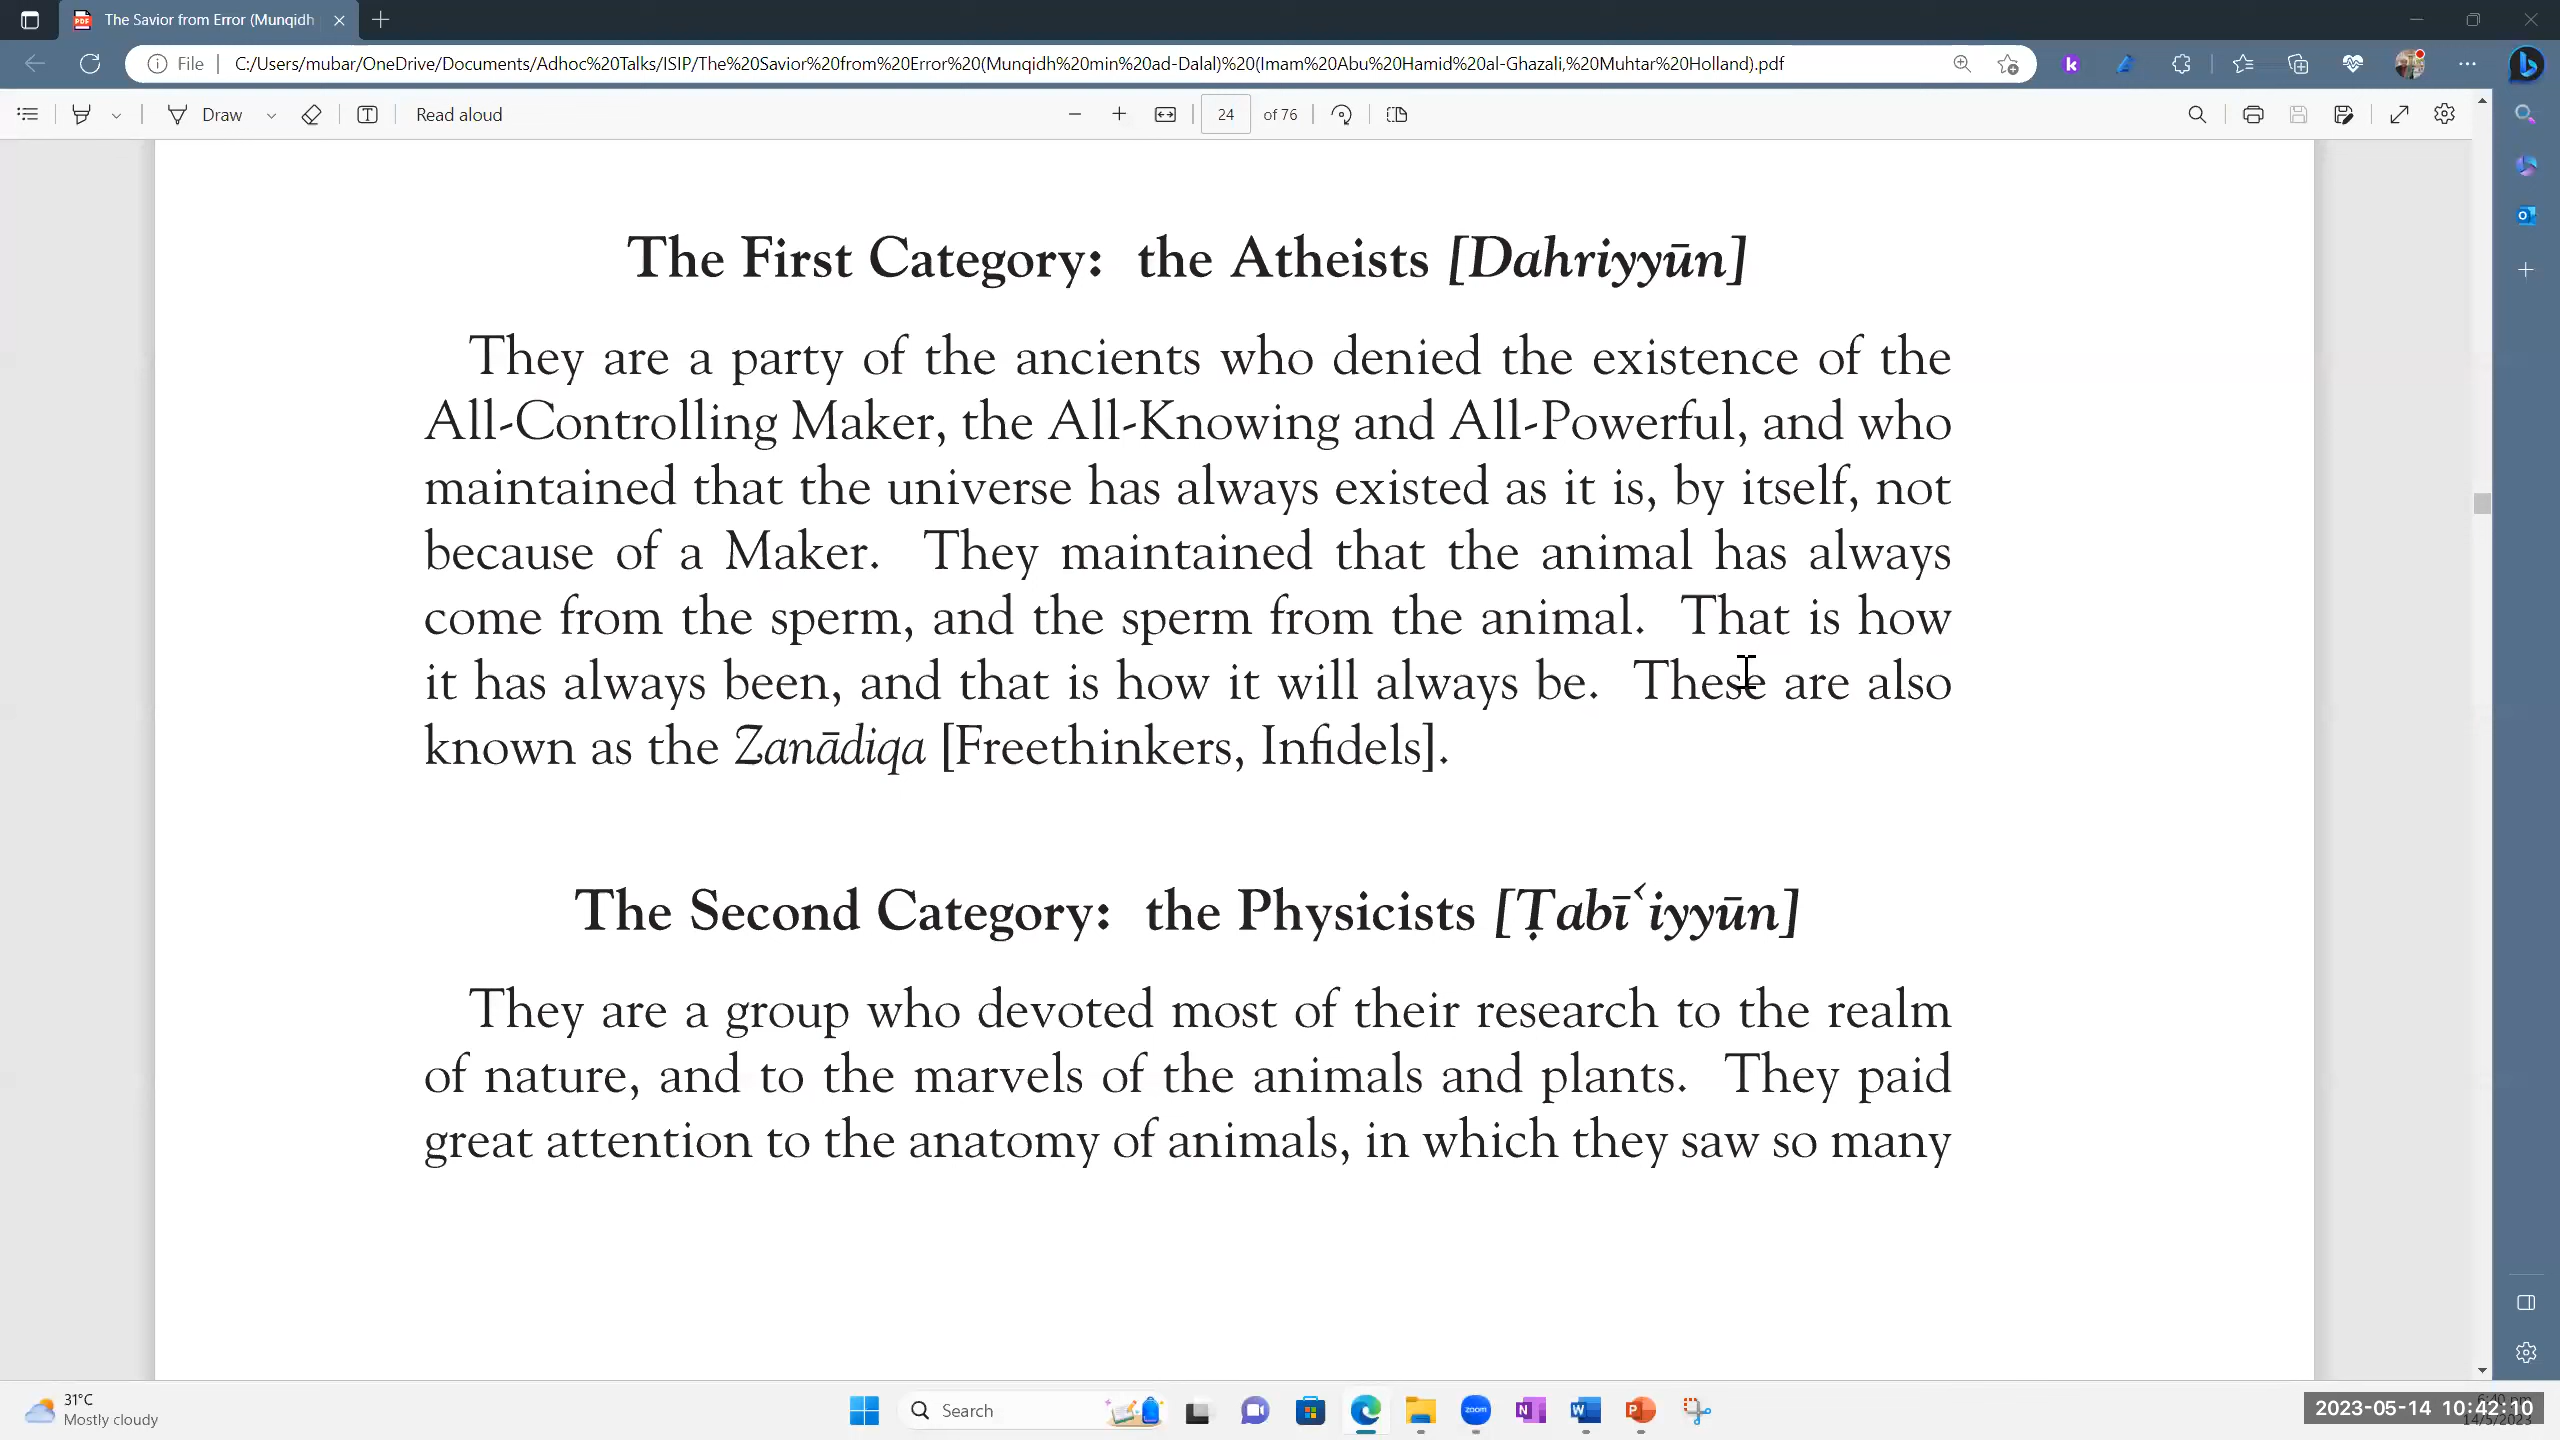 The Savior from Error (Munqidh
File
C:/Users/mubar/OneDrive/Documents/Adhoc%20Talks/ISIP/The%20Savior%20from%20Error%20(Munqidh%20min%20ad-Dalal)%20(Imam%20Abu%20Hamid%20al-Ghazali,%20Muhtar%20Holland).pdf
Draw
Read aloud
24 of 76
The First Category: the Atheists [Dahriyyūn]
They are a party of the ancients who denied the existence of the
All-Controlling Maker, the All-Knowing and All-Powerful, and who
maintained that the universe has always existed as it is, by itself, not
because of a Maker. They maintained that the animal has always
come from the sperm, and the sperm from the animal. That is how
it has always been, and that is how it will always be. These are also
known as the Zanādiqa [Freethinkers, Infidels].
The Second Category: the Physicists [Ṭabīʿiyyūn]
They are a group who devoted most of their research to the realm
of nature, and to the marvels of the animals and plants. They paid
great attention to the anatomy of animals, in which they saw so many
31°C
Mostly cloudy
Search
zoom
2023-05-14 10:42:10